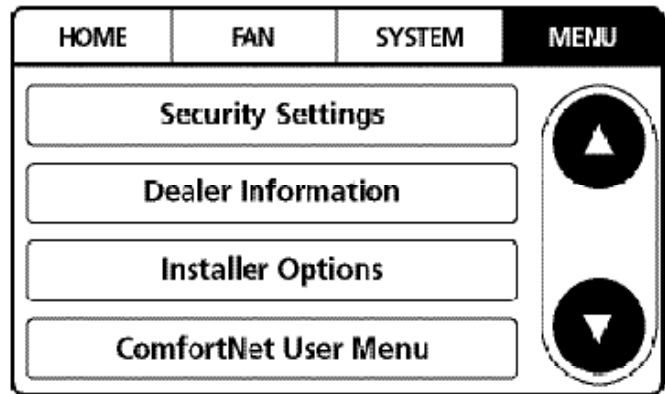 HOME FAN SYSTEM MENU
Security Settings
Dealer Information
Installer Options
ComfortNet User Menu